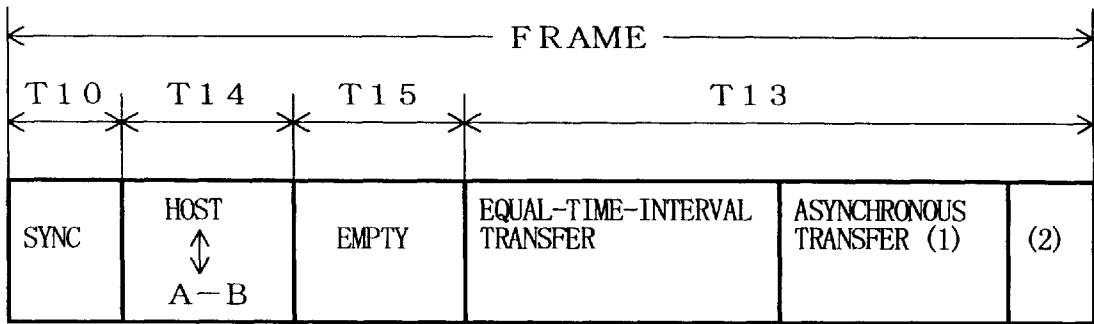 FRAME
T10 T14 T15 T13
SYNC
HOST
A-B
EMPTY
EQUAL-TIME-INTERVAL
TRANSFER
ASYNCHRONOUS
TRANSFER (1)
(2)